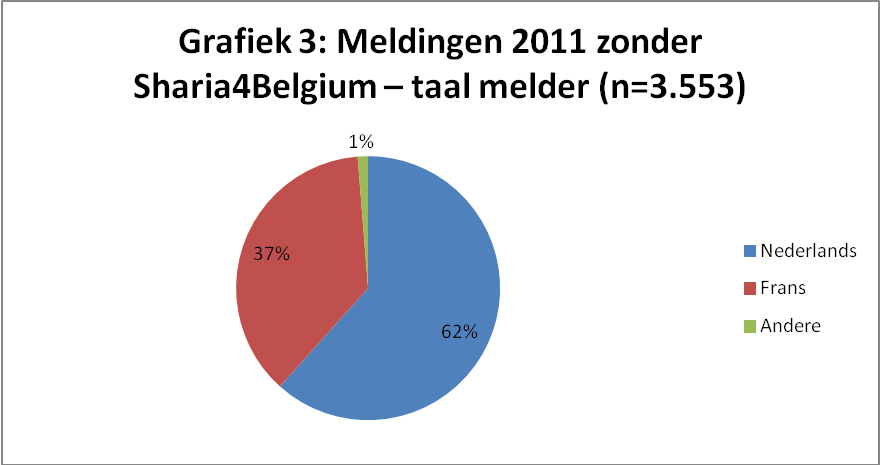 Grafiek 3: Meldingen 2011 zonder
Sharia4Belgium – taal melder (n=3.553)
1%
37%
62%
Nederlands
Frans
Andere